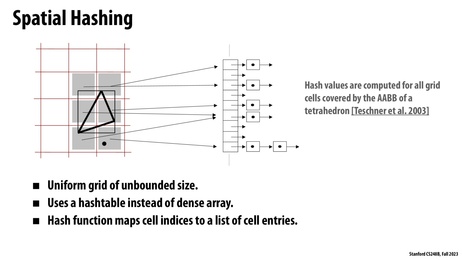 Spatial Hashing
Hash values are computed for all grid
cells covered by the AABB of a
tetrahedron [Teschner et al. 2003]
Uniform grid of unbounded size.
Uses a hashtable instead of dense array.
Hash function maps cell indices to a list of cell entries.
Stanford CS248B, Fall 2023